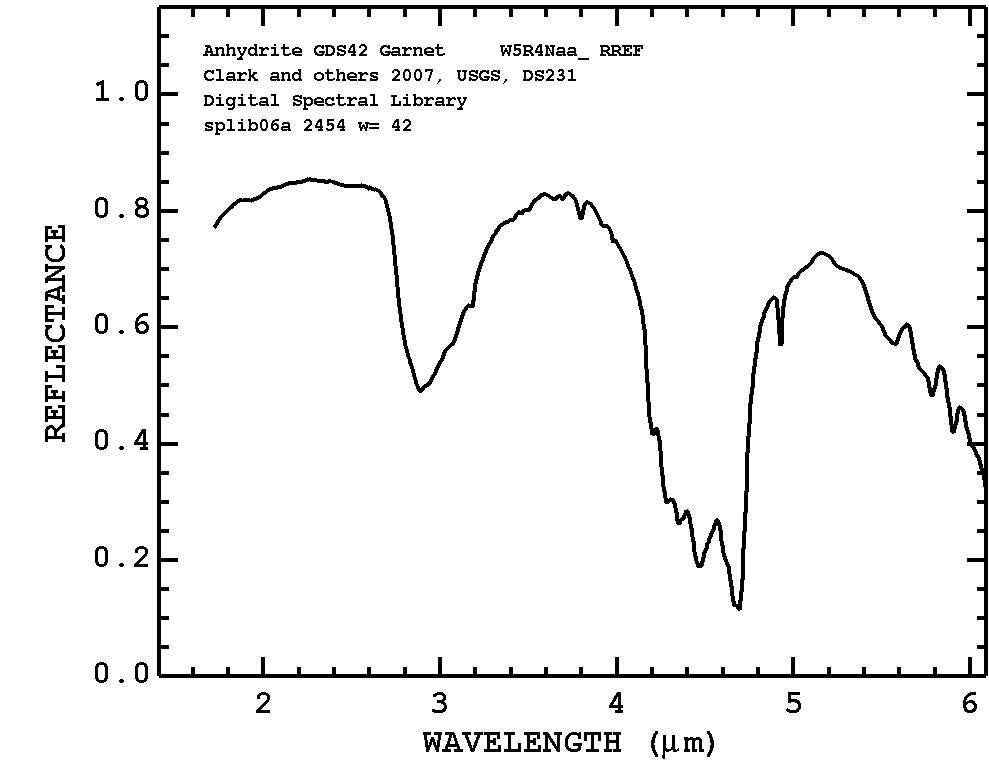 Anhydrite GDS42 Garnet W5R4Naa_ RREF
Clark and others 2007, USGS, DS231
Digital Spectral Library
splib06a 2454 w= 42
1.0
0.8
0.6
0.4
0.2
0.0
REFLECTANCE
2 3 4 5 6
WAVELENGTH (μm)